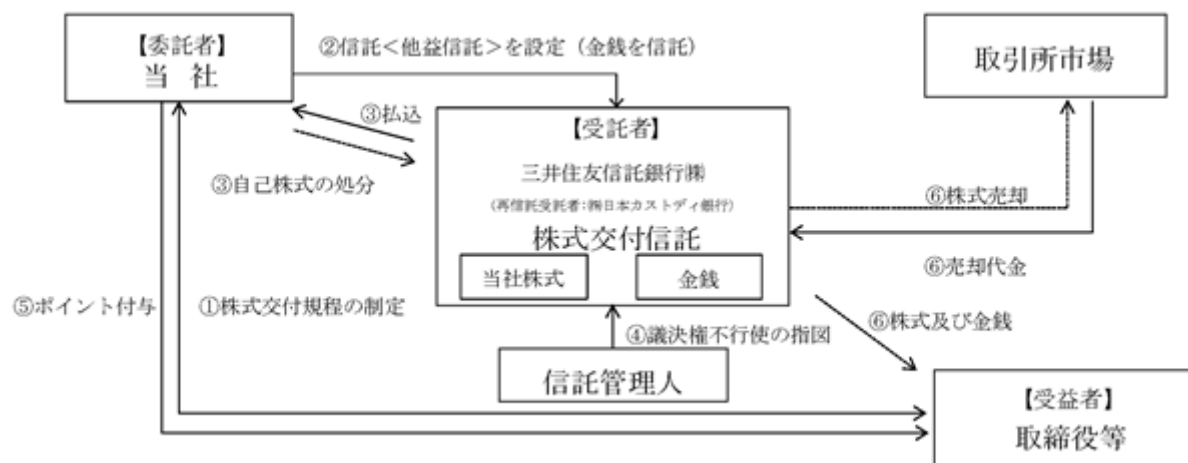 【委託者】
当 社
②信託＜他益信託＞を設定（金銭を信託）
取引所市場
③払込
【受託者】
三井住友信託銀行㈱
(再信託受託者：㈱日本カストディ銀行)
株式交付信託
当社株式
金銭
③自己株式の処分
⑥株式売却
⑥売却代金
⑤ポイント付与
①株式交付規程の制定
④議決権不行使の指図
⑥株式及び金銭
信託管理人
【受益者】
取締役等